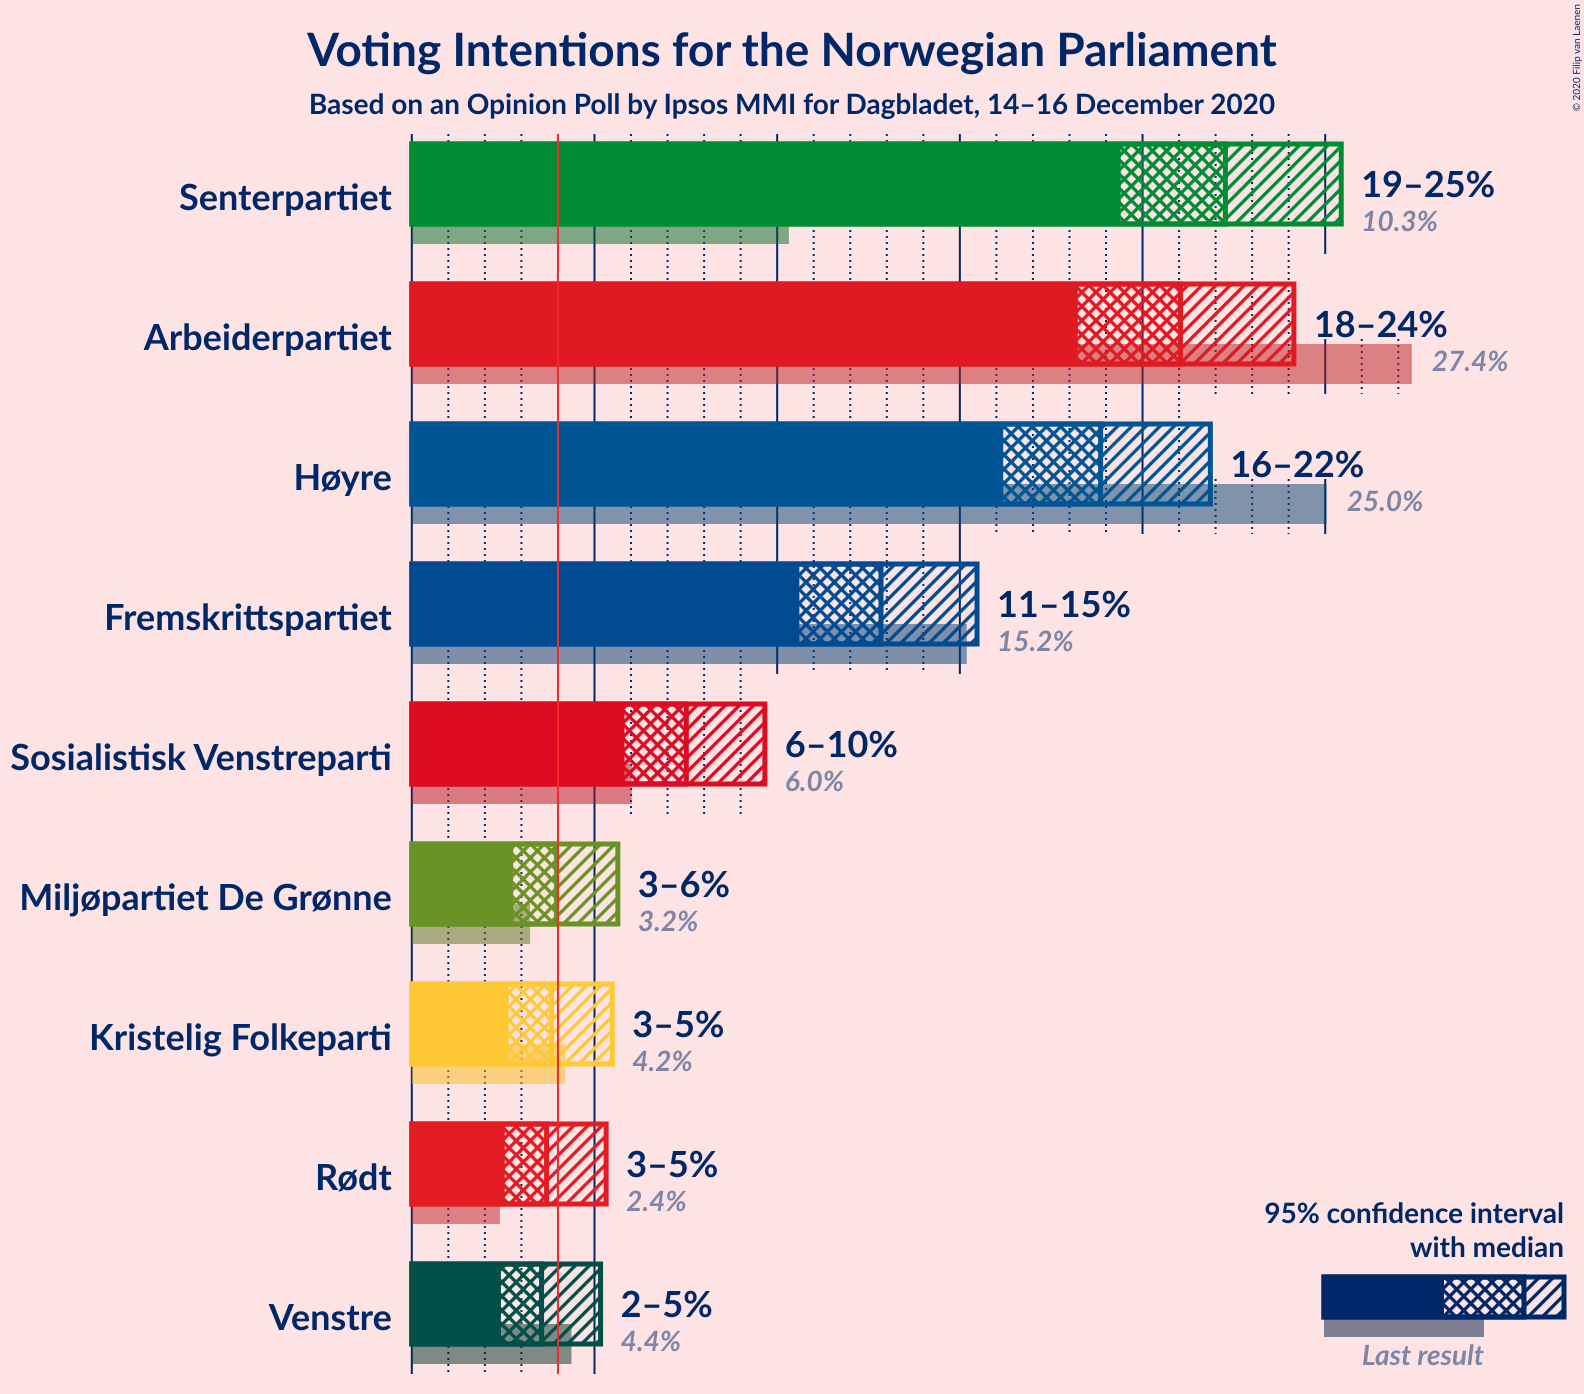 Voting Intentions for the Norwegian Parliament
Based on an Opinion Poll by Ipsos MMI for Dagbladet, 14–16 December 2020
© 2020 Filip van Laenen
Senterpartiet
19–25%
10.3%
Arbeiderpartiet
18–24%
27.4%
Høyre
16–22%
25.0%
Fremskrittspartiet
11–15%
15.2%
Sosialistisk Venstreparti
6–10%
6.0%
Miljøpartiet De Grønne
3–6%
3.2%
Kristelig Folkeparti
3–5%
4.2%
Rødt
3–5%
2.4%
Venstre
2–5%
4.4%
95% confidence interval
with median
Last result